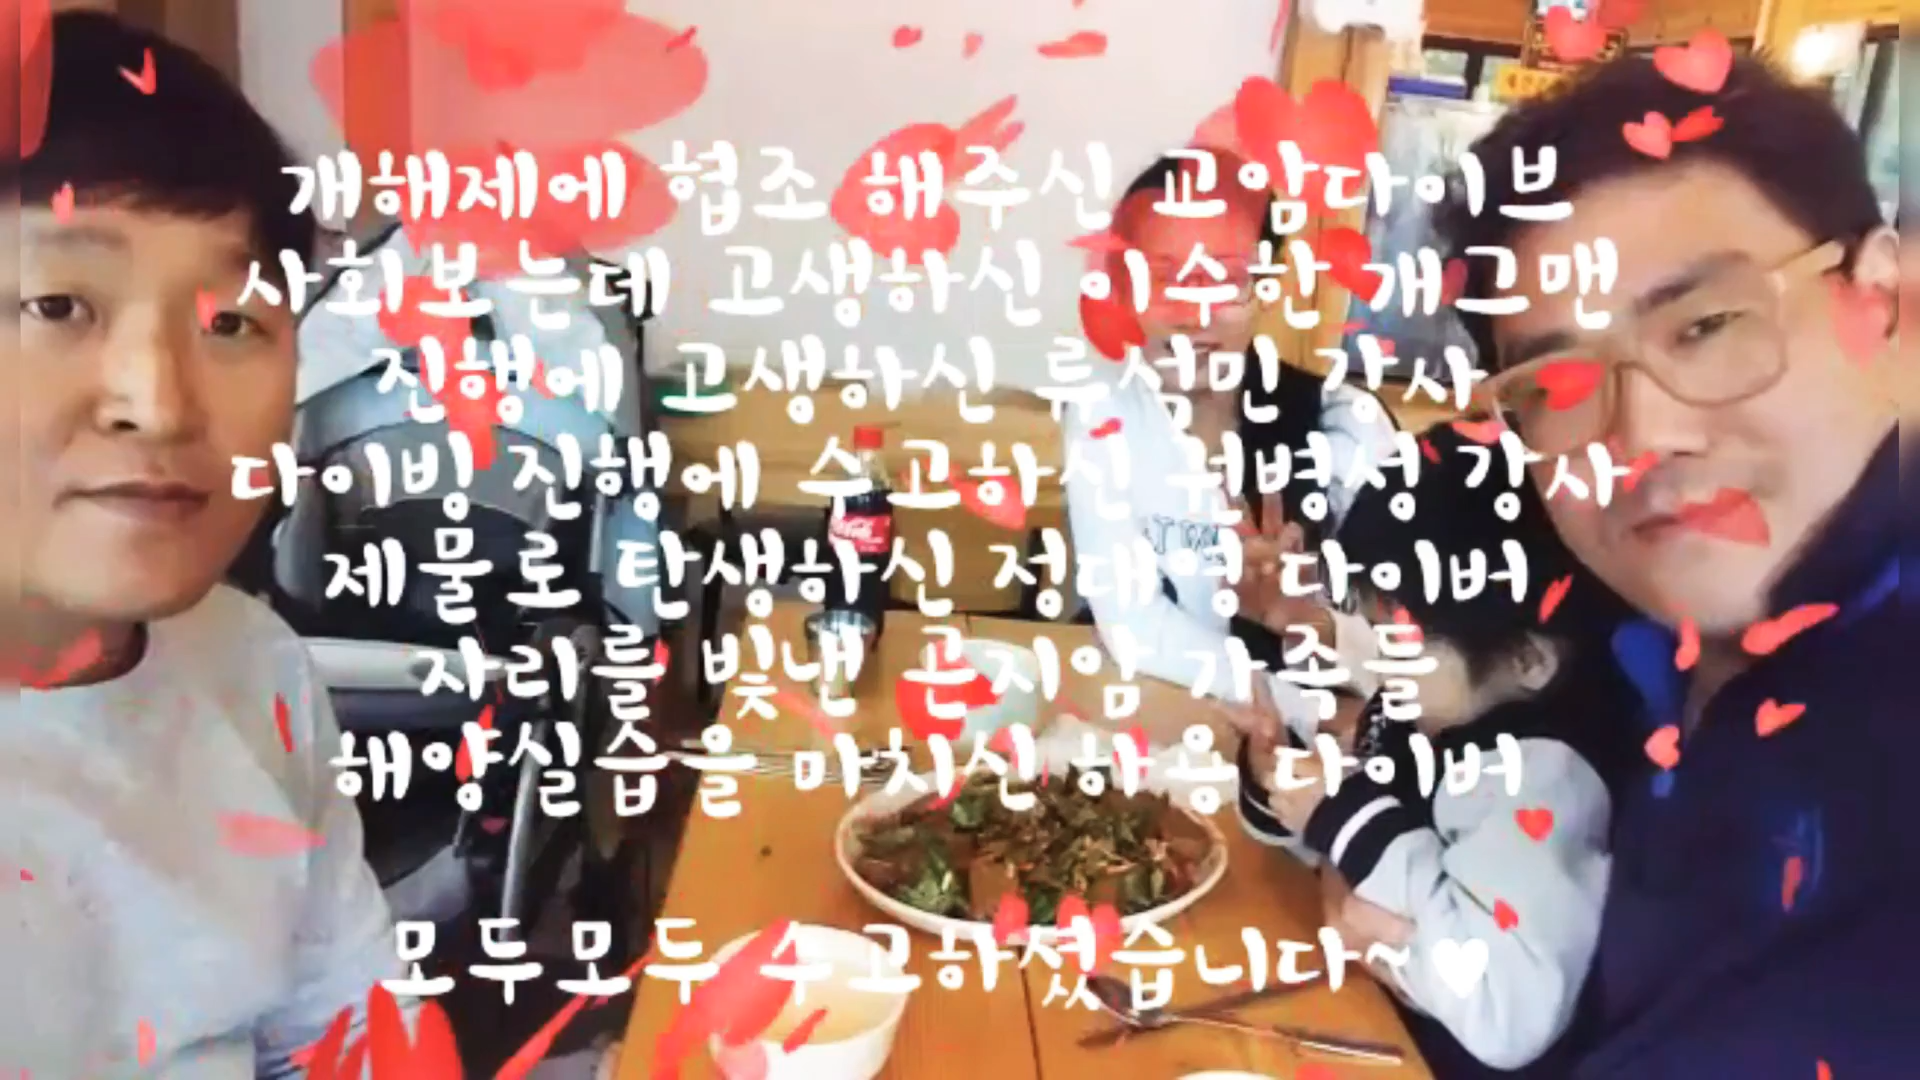 개해제에 협조 해주신 교암다이브
사회보는데 고생하신 이수한 개그맨
진행에 고생하신 류성민 강사
다이빙 진행에 수고하신 권병성 강사
제물로 탄생하신 정대영 다이버
자리를 빛낸 곤지암 가족들
해양실습을 마치신 하용 다이버
모두모두 수고하셨습니다~♥
Coca-Cola